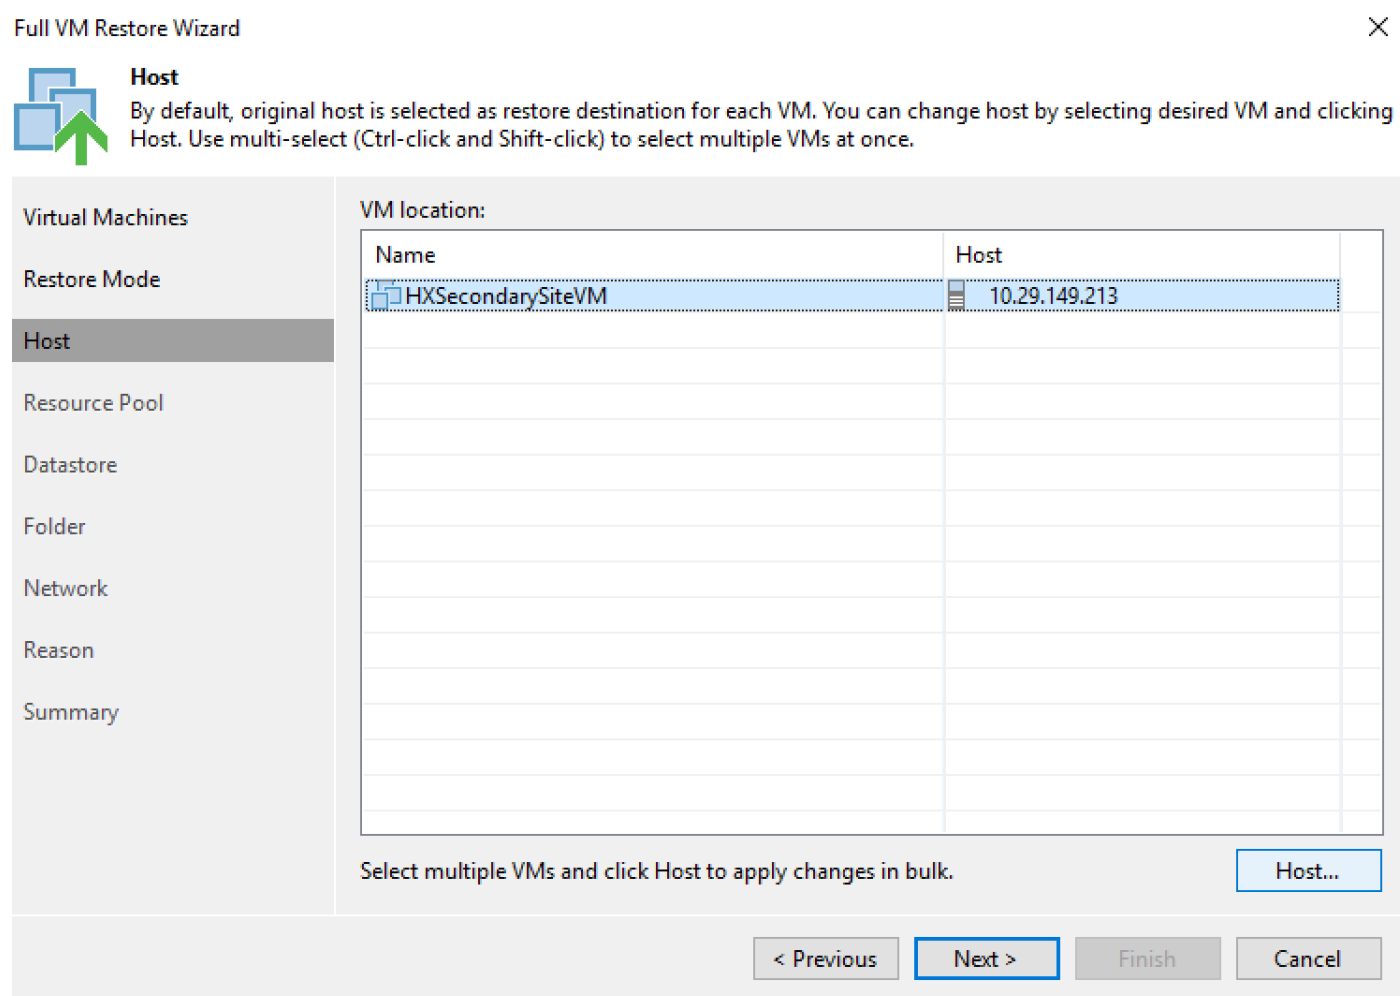 Full VM Restore Wizard
Host
By default, original host is selected as restore destination for each VM. You can change host by selecting desired VM and clicking
Host. Use multi-select (Ctrl-click and Shift-click) to select multiple VMs at once.
Virtual Machines
Restore Mode
Host
Resource Pool
Datastore
Folder
Network
Reason
Summary
VM location:
Name Host
HXSecondarySiteVM 10.29.149.213
Select multiple VMs and click Host to apply changes in bulk.
Host...
< Previous Next > Finish Cancel